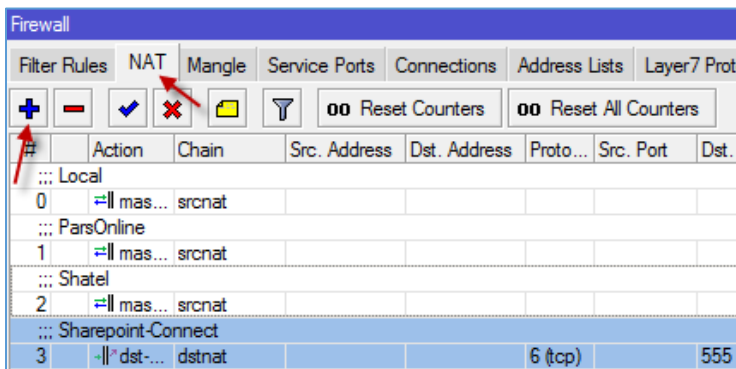 Firewall
Filter Rules NAT Mangle Service Ports Connections Address Lists Layer7 Prot
00 Reset Counters 00 Reset All Counters
# Action Chain Src. Address Dst. Address Proto... Src. Port Dst.
;;; Local
0 mas... srcnat
;;; ParsOnline
1 mas... srcnat
;;; Shatel
2 mas... srcnat
;;; Sharepoint-Connect
3 dst-... dstnat 6 (tcp) 555